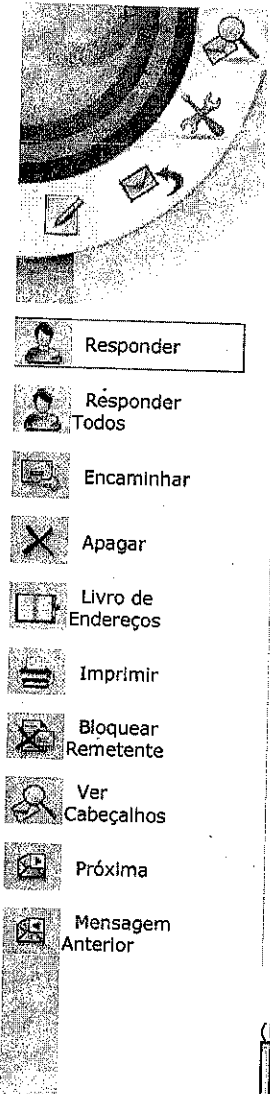 Responder
Responder
Todos
Encaminhar
Apagar
Livro de
Endereços
Imprimir
Bloquear
Remetente
Ver
Cabeçalhos
Próxima
Mensagem
Anterior